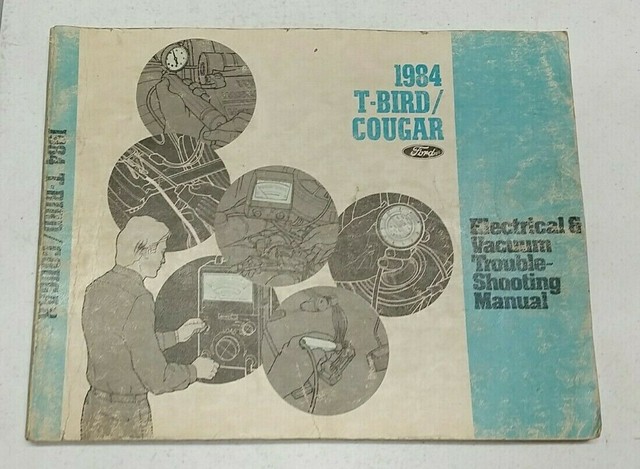 1984
T-BIRD/
COUGAR
Ford
Electrical &
Vacuum
Trouble-
Shooting
Manual
1984 T-BIRD/COUGAR